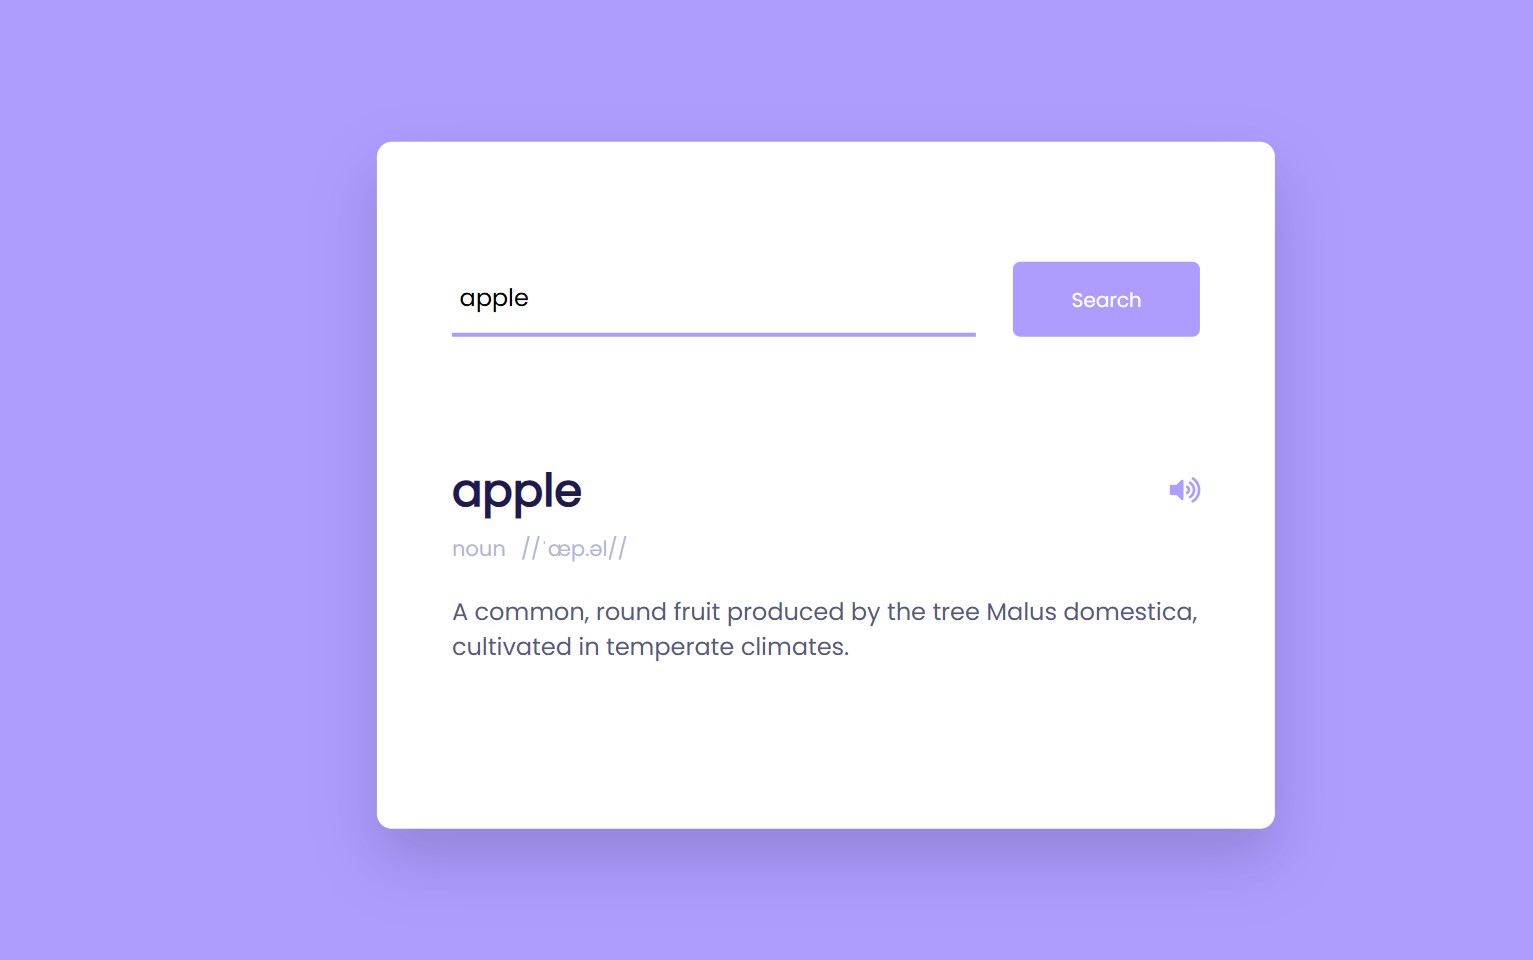 apple
Search
apple
noun //ˈæp.əl//
A common, round fruit produced by the tree Malus domestica,
cultivated in temperate climates.